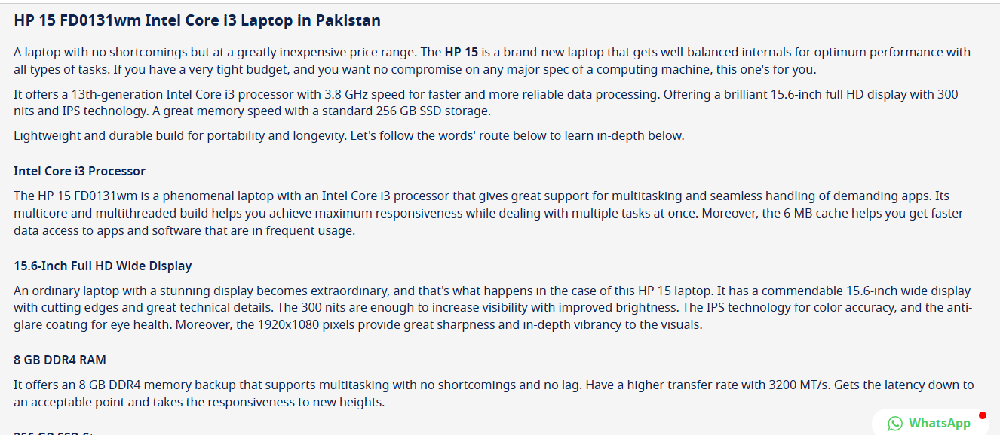 HP 15 FD0131wm Intel Core i3 Laptop in Pakistan
A laptop with no shortcomings but at a greatly inexpensive price range. The HP 15 is a brand-new laptop that gets well-balanced internals for optimum performance with
all types of tasks. If you have a very tight budget, and you want no compromise on any major spec of a computing machine, this one's for you.
It offers a 13th-generation Intel Core i3 processor with 3.8 GHz speed for faster and more reliable data processing. Offering a brilliant 15.6-inch full HD display with 300
nits and IPS technology. A great memory speed with a standard 256 GB SSD storage.
Lightweight and durable build for portability and longevity. Let's follow the words' route below to learn in-depth below.
Intel Core i3 Processor
The HP 15 FD0131wm is a phenomenal laptop with an Intel Core i3 processor that gives great support for multitasking and seamless handling of demanding apps. Its
multicore and multithreaded build helps you achieve maximum responsiveness while dealing with multiple tasks at once. Moreover, the 6 MB cache helps you get faster
data access to apps and software that are in frequent usage.
15.6-Inch Full HD Wide Display
An ordinary laptop with a stunning display becomes extraordinary, and that's what happens in the case of this HP 15 laptop. It has a commendable 15.6-inch wide display
with cutting edges and great technical details. The 300 nits are enough to increase visibility with improved brightness. The IPS technology for color accuracy, and the anti-
glare coating for eye health. Moreover, the 1920x1080 pixels provide great sharpness and in-depth vibrancy to the visuals.
8 GB DDR4 RAM
It offers an 8 GB DDR4 memory backup that supports multitasking with no shortcomings and no lag. Have a higher transfer rate with 3200 MT/s. Gets the latency down to
an acceptable point and takes the responsiveness to new heights.
WhatsApp
256 GB SSD